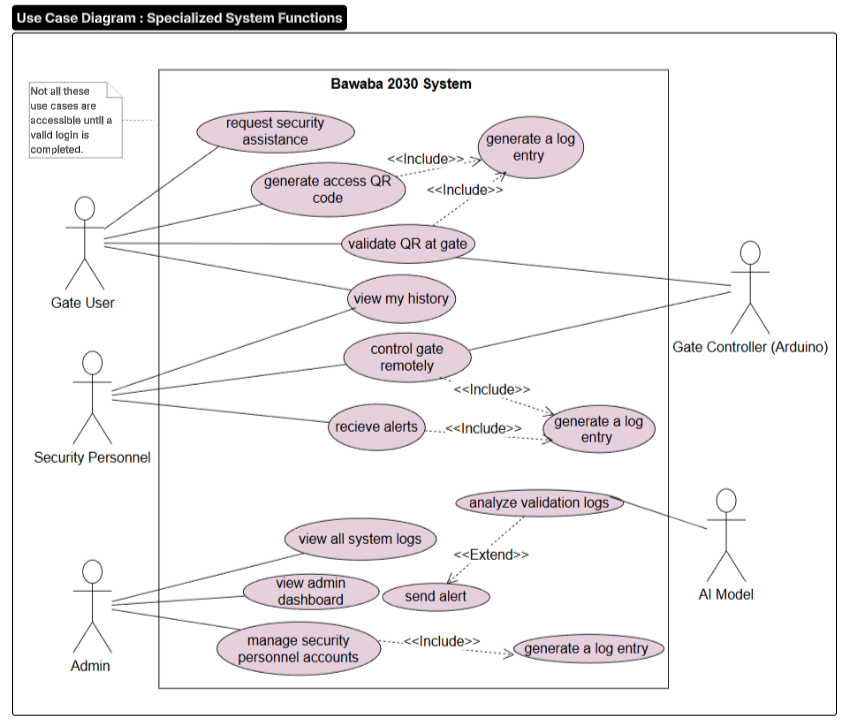 Use Case Diagram : Specialized System Functions
Bawaba 2030 System
Not all these
use cases are
accessible until a
valid login is
completed.
request security
assistance
generate a log
entry
<<Include>>
generate access QR
code
<<Include>>
validate QR at gate
Gate User
view my history
Gate Controller (Arduino)
control gate
remotely
<<Include>>
recieve alerts
<<Include>>
generate a log
entry
Security Personnel
analyze validation logs
view all system logs
<<Extend>>
view admin
dashboard
send alert
AI Model
manage security
personnel accounts
<<Include>>
generate a log entry
Admin